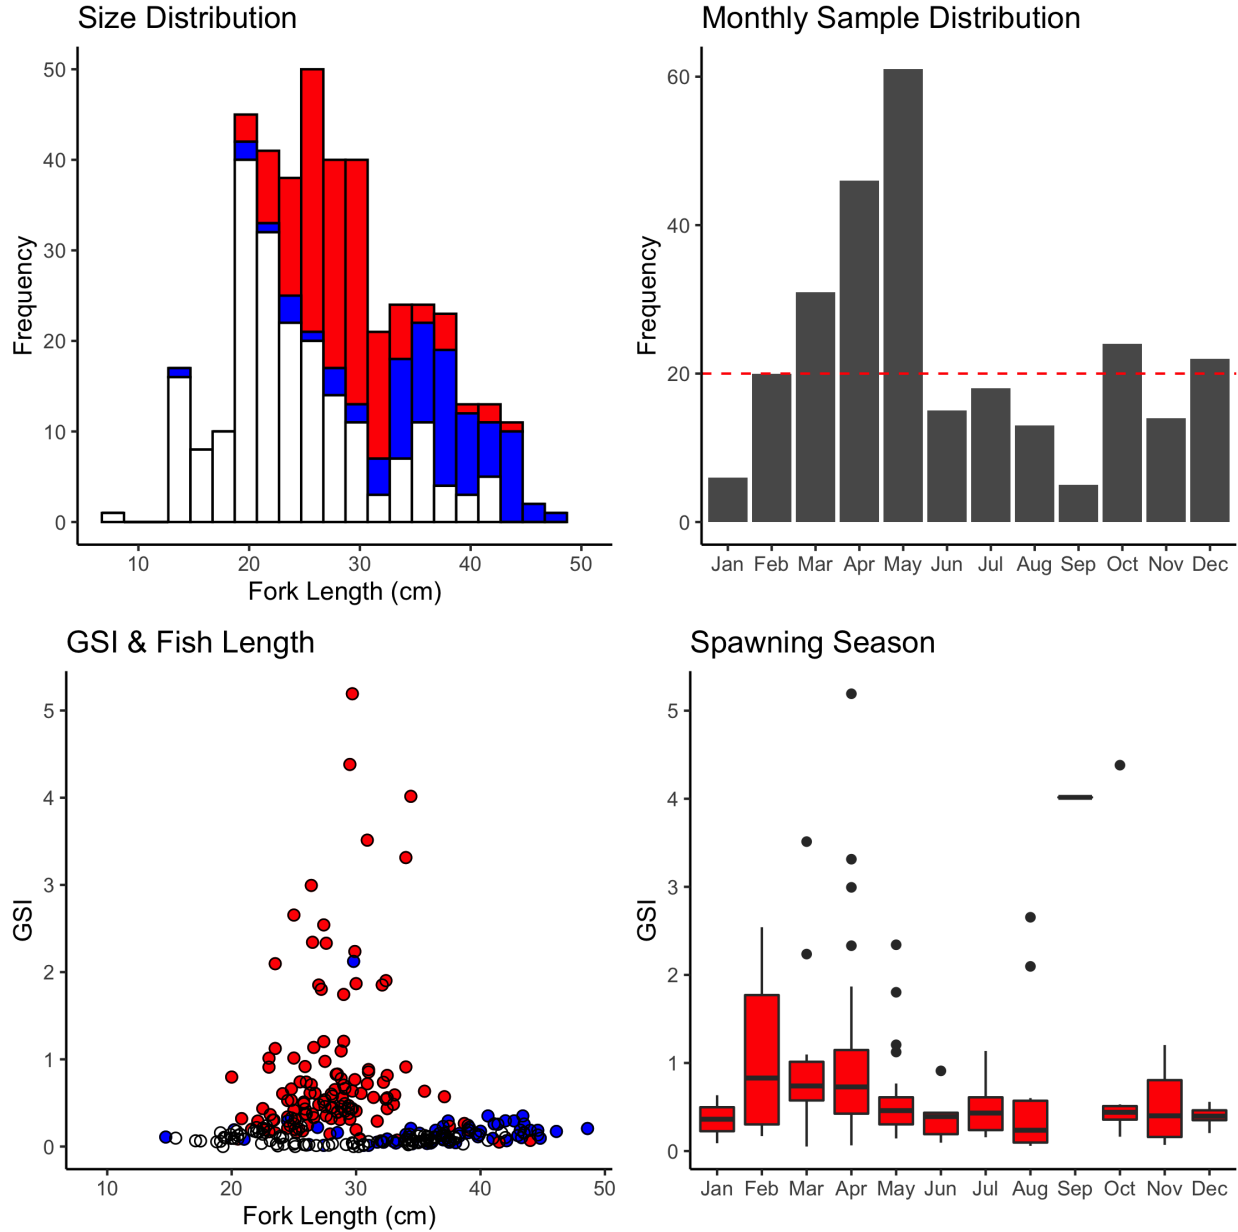 Size Distribution
Frequency
50
40
30
20
10
0
10 20 30 40 50
Fork Length (cm)
Monthly Sample Distribution
Frequency
60
40
20
0
Jan Feb Mar Apr May Jun Jul Aug Sep Oct Nov Dec
GSI & Fish Length
GSI
5
4
3
2
1
0
10 20 30 40 50
Fork Length (cm)
Spawning Season
GSI
5
4
3
2
1
0
Jan Feb Mar Apr May Jun Jul Aug Sep Oct Nov Dec